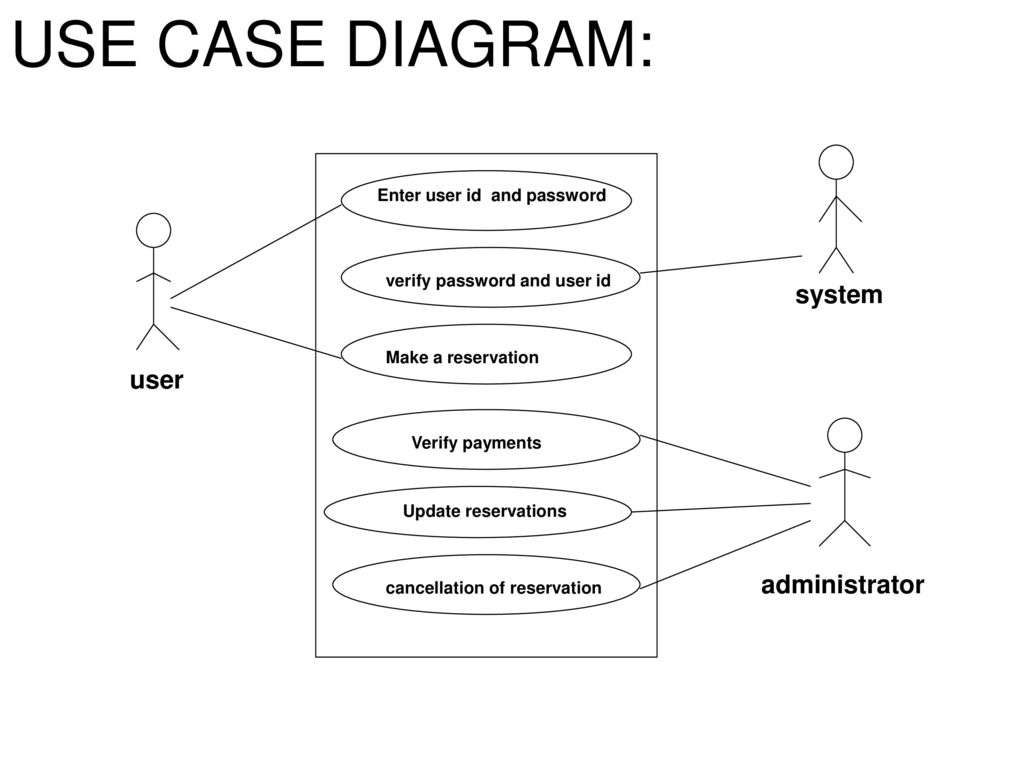 USE CASE DIAGRAM:
Enter user id  and password
verify password and user id
system
Make a reservation
user
Verify payments
Update reservations
cancellation of reservation
administrator